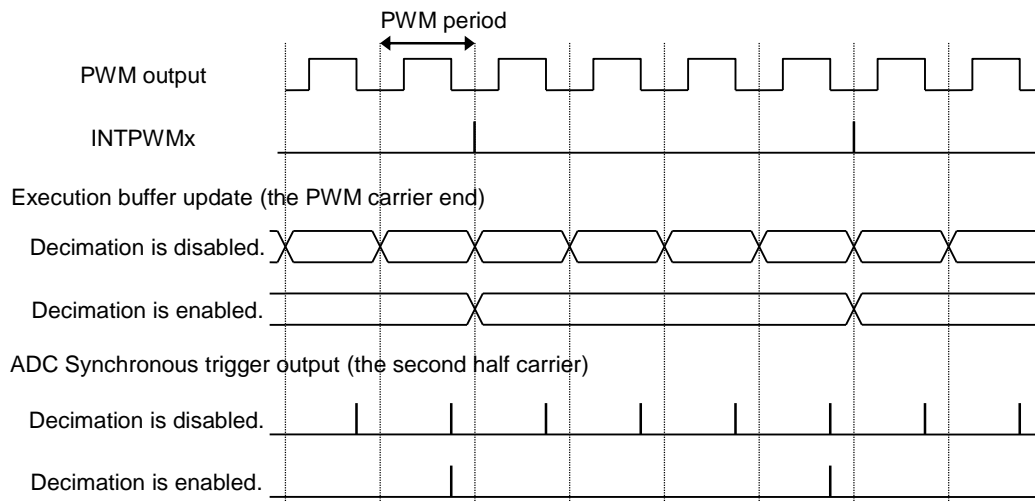 PWM period
PWM output
INTPWMx
Execution buffer update (the PWM carrier end)
Decimation is disabled.
Decimation is enabled.
ADC Synchronous trigger output (the second half carrier)
Decimation is disabled.
Decimation is enabled.